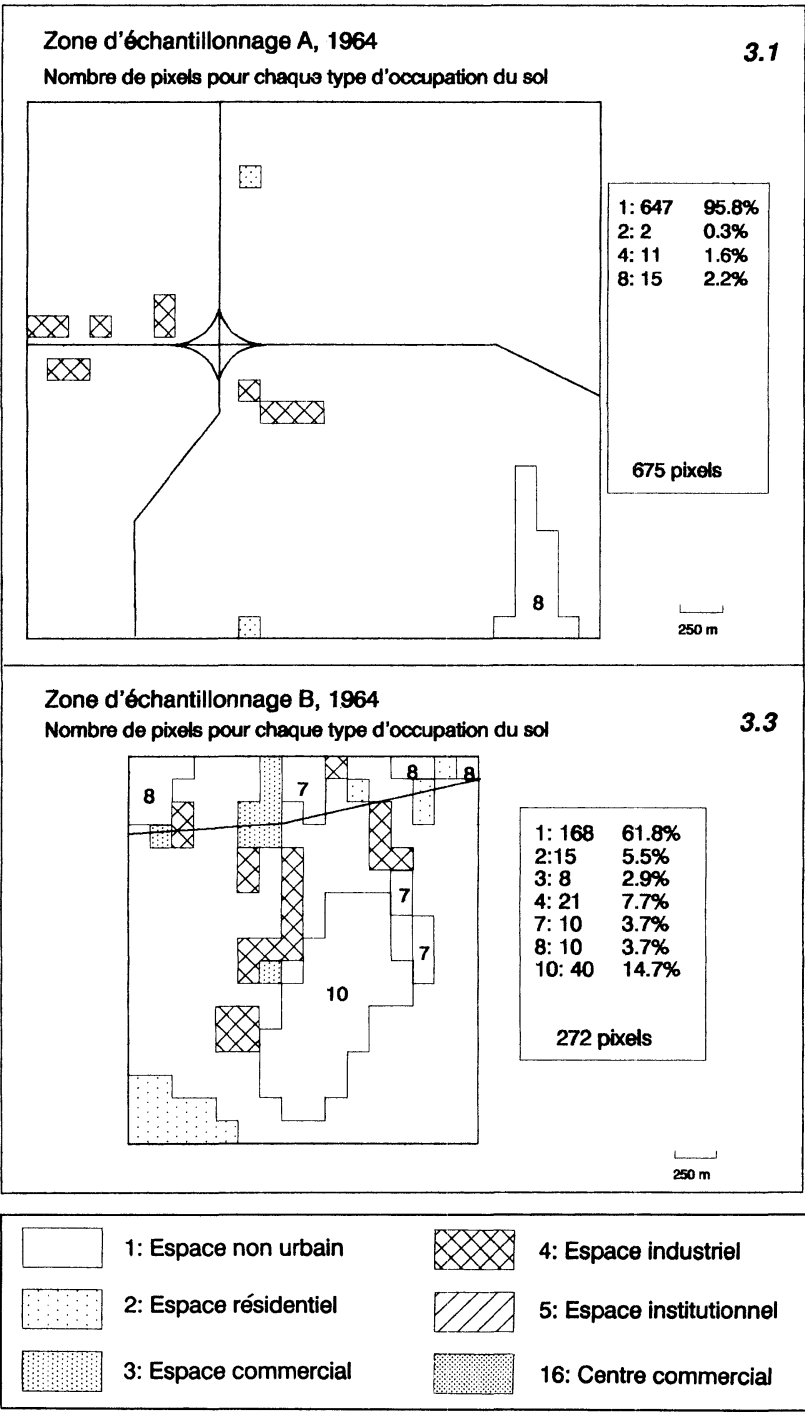 Zone d'échantillonnage A, 1964
3.1
Nombre de pixels pour chaque type d'occupation du sol
1: 647 95.8%
2: 2 0.3%
4: 11 1.6%
8: 15 2.2%
675 pixels
8
250 m
Zone d'échantillonnage B, 1964
3.3
Nombre de pixels pour chaque type d'occupation du sol
8
7
8
8
7
7
10
1: 168 61.8%
2:15 5.5%
3: 8 2.9%
4: 21 7.7%
7: 10 3.7%
8: 10 3.7%
10: 40 14.7%
272 pixels
250 m
1: Espace non urbain
2: Espace résidentiel
3: Espace commercial
4: Espace industriel
5: Espace institutionnel
16: Centre commercial